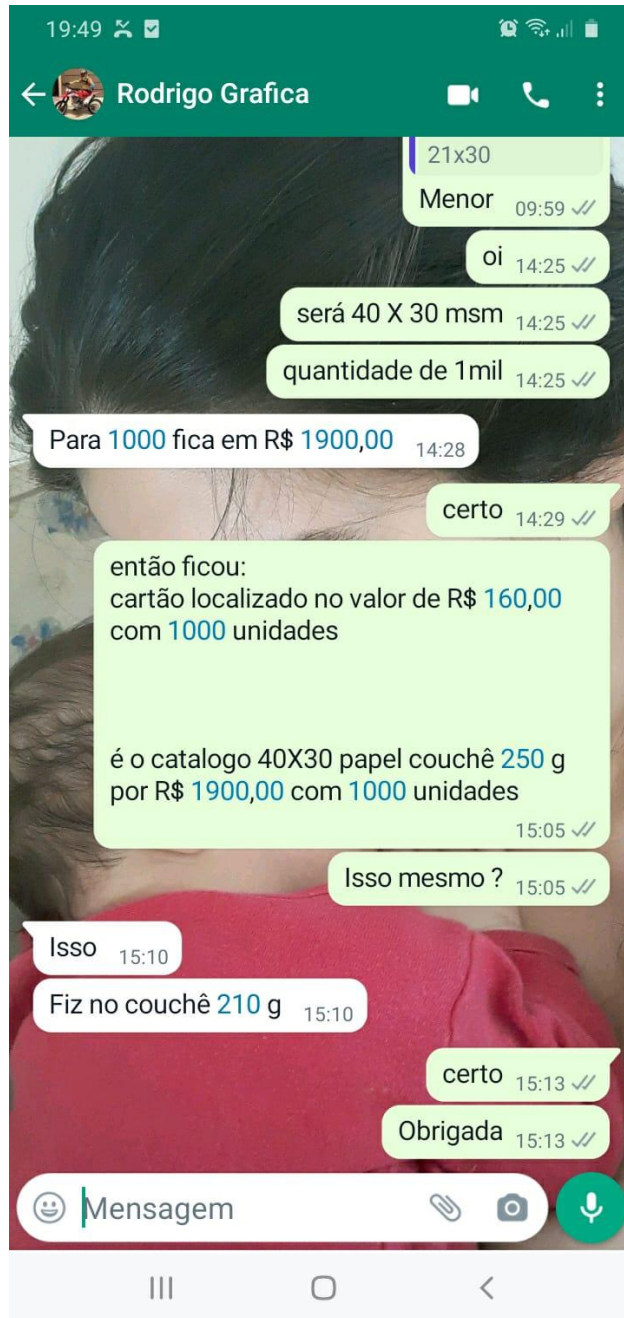 19:49
Rodrigo Grafica
21x30
Menor 09:59
oi 14:25
será 40 X 30 msm 14:25
quantidade de 1mil 14:25
Para 1000 fica em R$ 1900,00 14:28
certo 14:29
então ficou:
cartão localizado no valor de R$ 160,00
com 1000 unidades
é o catalogo 40X30 papel couchê 250 g
por R$ 1900,00 com 1000 unidades
15:05
Isso mesmo ? 15:05
Isso 15:10
Fiz no couchê 210 g 15:10
certo 15:13
Obrigada 15:13
Mensagem